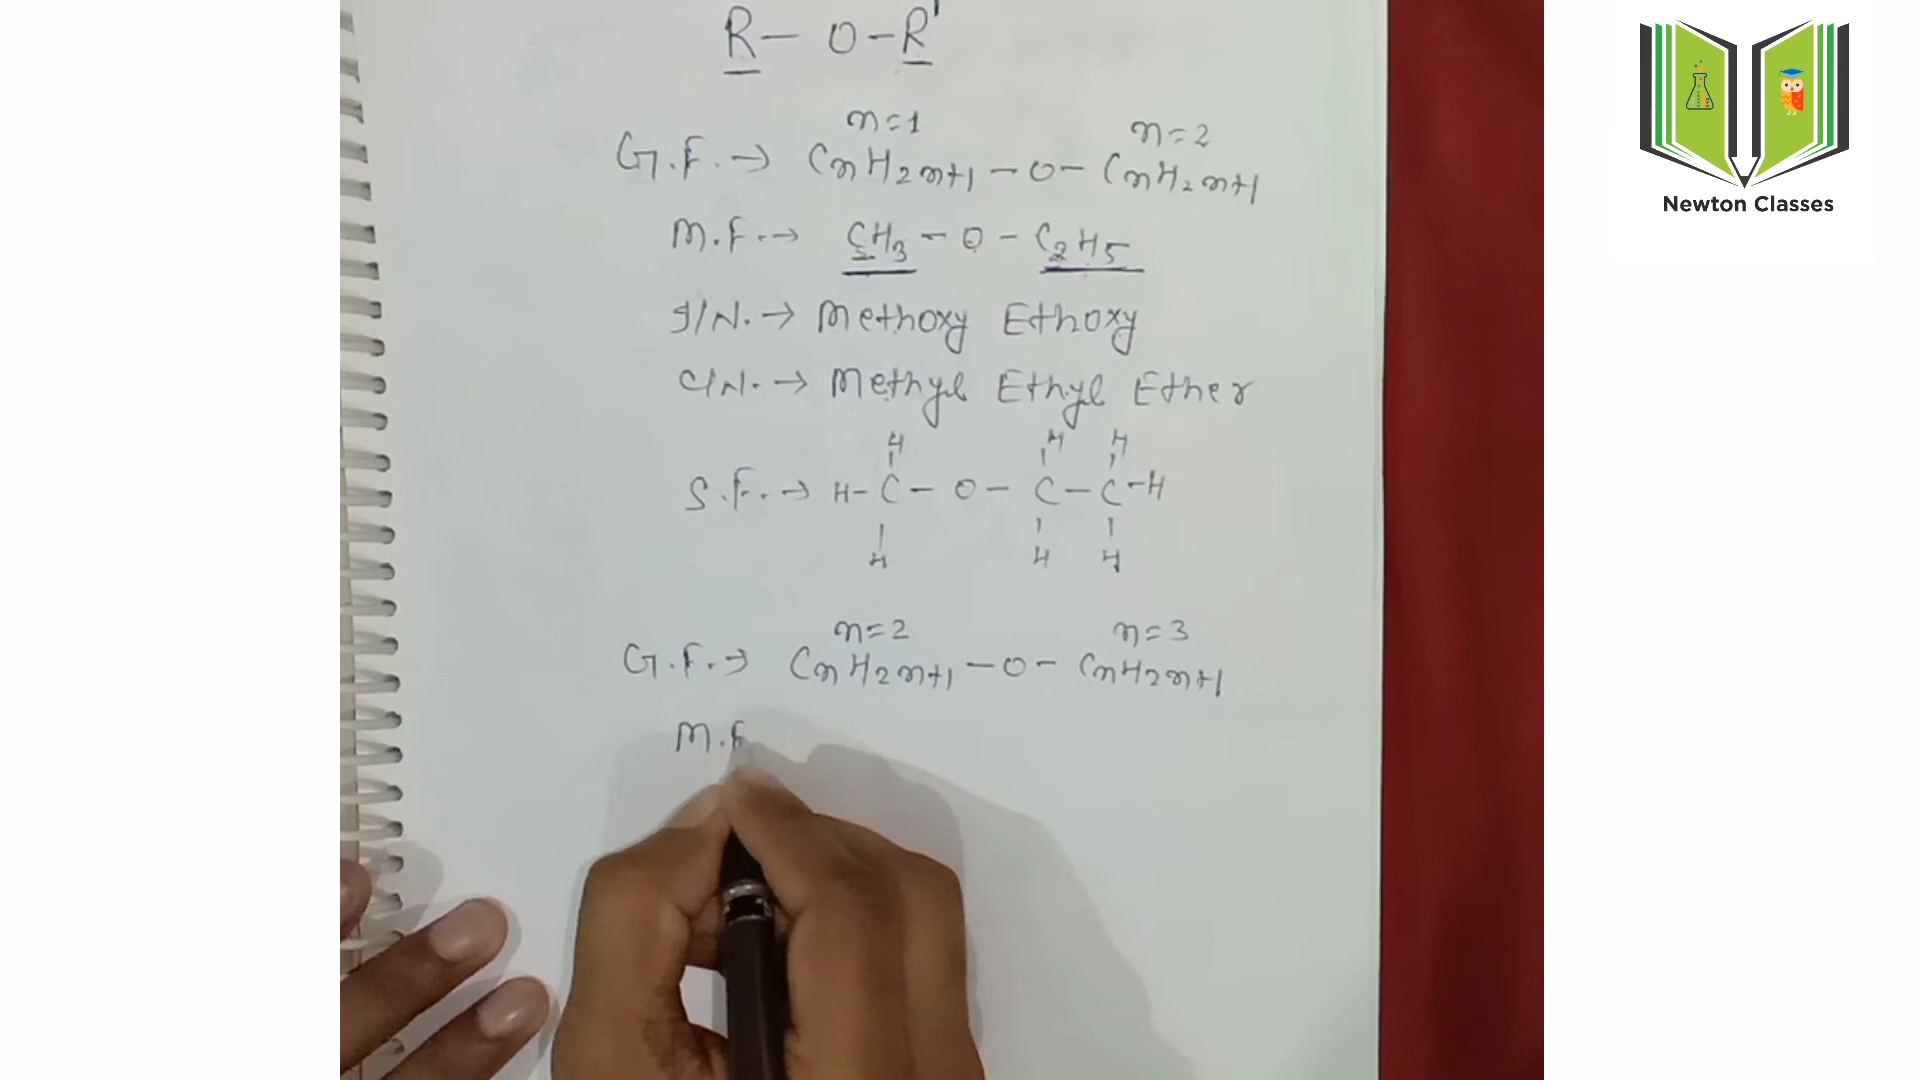 R - O - R'
n=1 n=2
G.F. → CnH2n+1 - O - CnH2n+1
M.F. → CH3 - O - C2H5
I/N. → Methoxy Ethoxy
C/N. → Methyl Ethyl Ether
H H H
S.F. → H - C - O - C - C - H
H H H
n=2 n=3
G.F. → CnH2n+1 - O - CnH2n+1
M.F
Newton Classes